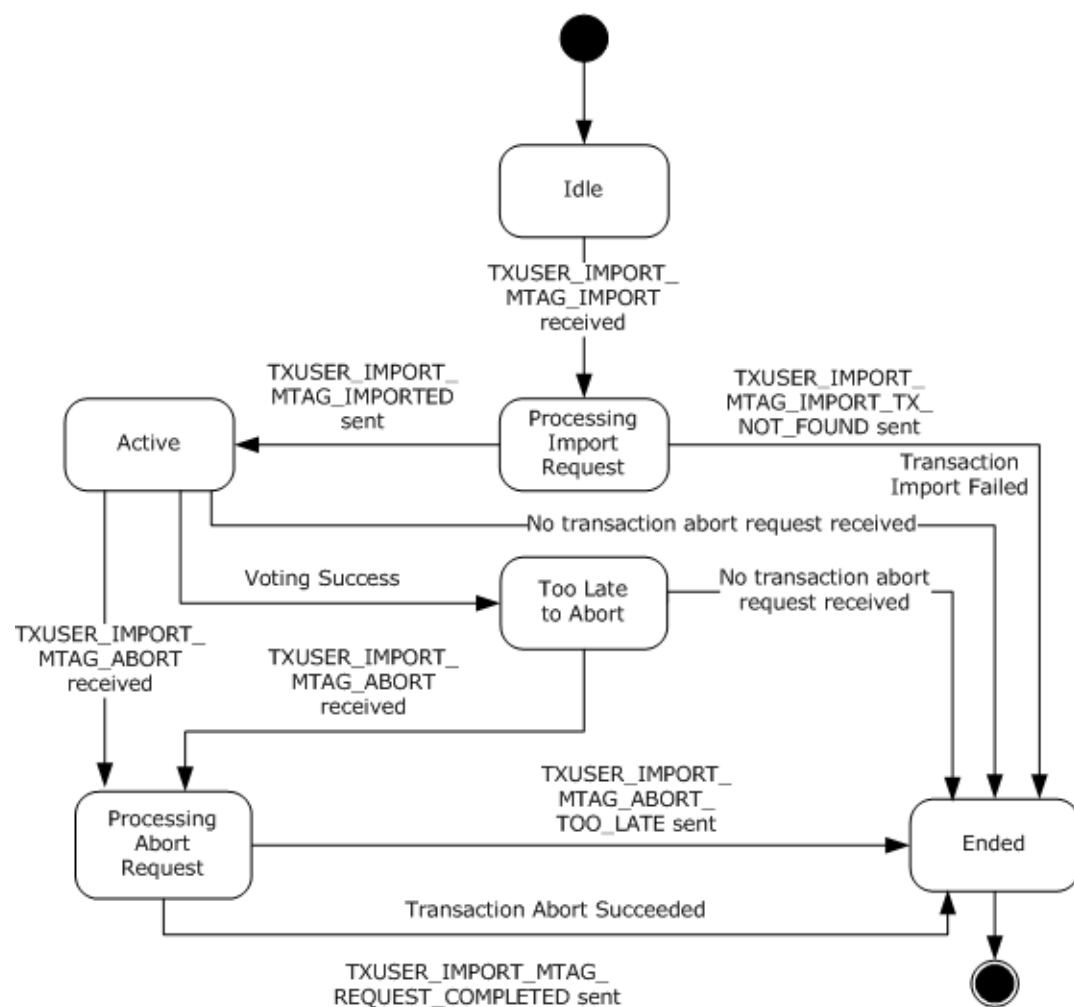 Idle
TXUSER_IMPORT_
MTAG_IMPORT
received
TXUSER_IMPORT_
MTAG_IMPORTED
sent
TXUSER_IMPORT_
MTAG_IMPORT_TX_
NOT_FOUND sent
Active
Processing
Import
Request
Transaction
Import Failed
No transaction abort request received
Voting Success
Too Late
to Abort
No transaction abort
request received
TXUSER_IMPORT_
MTAG_ABORT
received
TXUSER_IMPORT_
MTAG_ABORT
received
TXUSER_IMPORT_
MTAG_ABORT_
TOO_LATE sent
Processing
Abort
Request
Ended
Transaction Abort Succeeded
TXUSER_IMPORT_MTAG_
REQUEST_COMPLETED sent